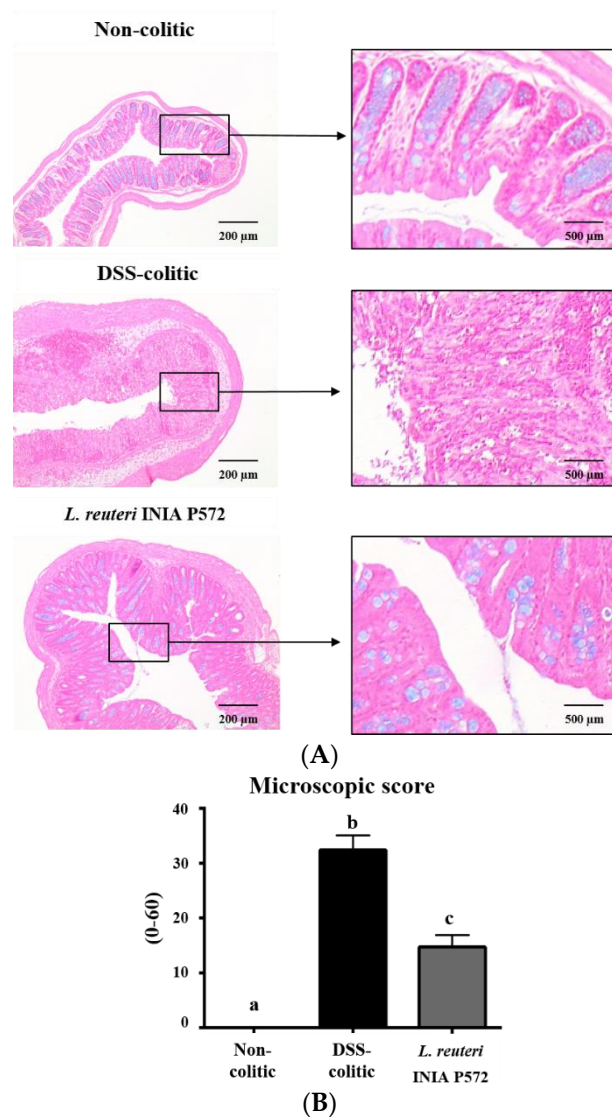 Non-colitic
200 µm
500 µm
DSS-colitic
200 µm
500 µm
L. reuteri INIA P572
200 µm
500 µm
(A)
Microscopic score
(0-60)
40
30
20
10
0
a
b
c
Non-
colitic
DSS-
colitic
L. reuteri
INIA P572
(B)